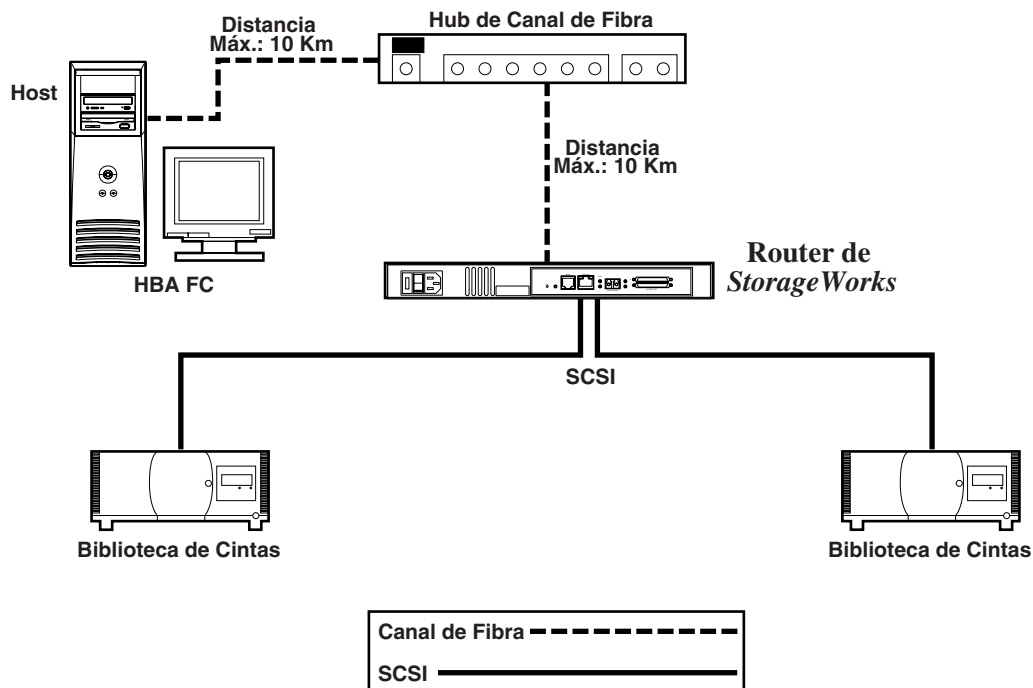 Hub de Canal de Fibra
Distancia
Máx.: 10 Km
Host
Distancia
Máx.: 10 Km
HBA FC
Router de
StorageWorks
SCSI
Biblioteca de Cintas
Biblioteca de Cintas
Canal de Fibra
SCSI